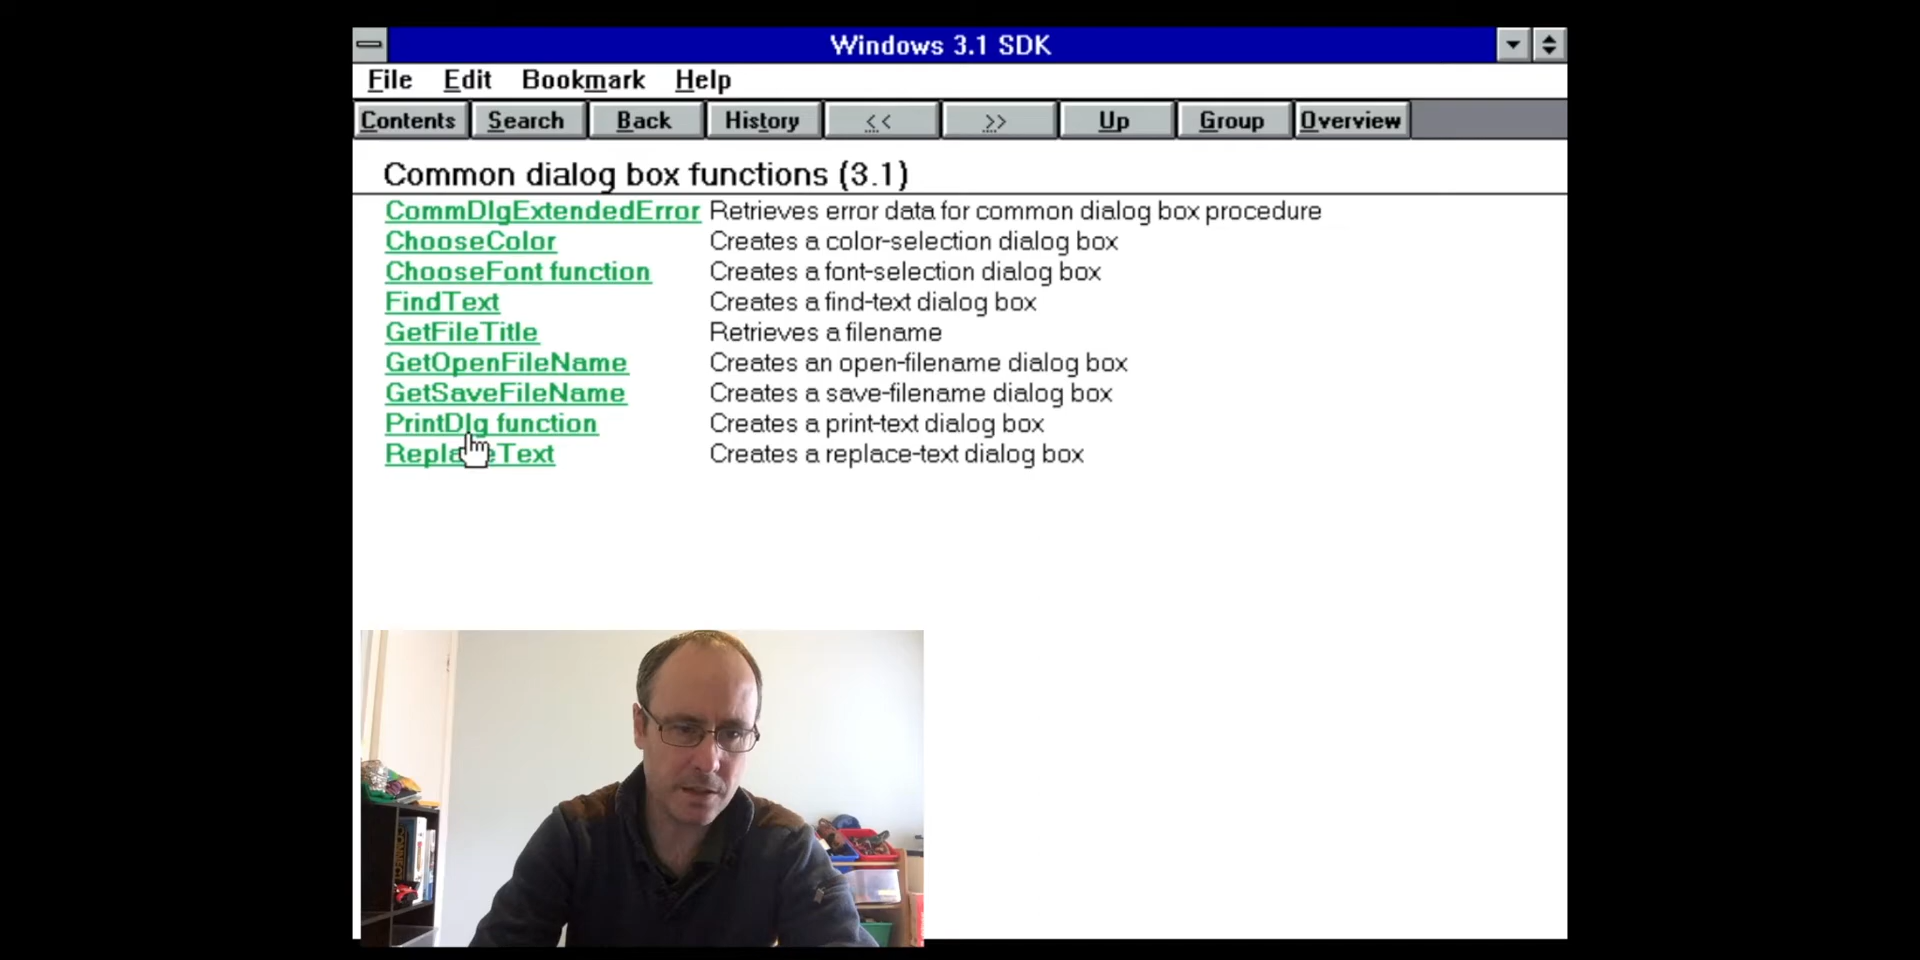 Windows 3.1 SDK
File Edit Bookmark Help
Contents Search Back History << >> Up Group Overview
Common dialog box functions (3.1)
CommDlgExtendedError Retrieves error data for common dialog box procedure
ChooseColor Creates a color-selection dialog box
ChooseFont function Creates a font-selection dialog box
FindText Creates a find-text dialog box
GetFileTitle Retrieves a filename
GetOpenFileName Creates an open-filename dialog box
GetSaveFileName Creates a save-filename dialog box
PrintDlg function Creates a print-text dialog box
ReplaceText Creates a replace-text dialog box